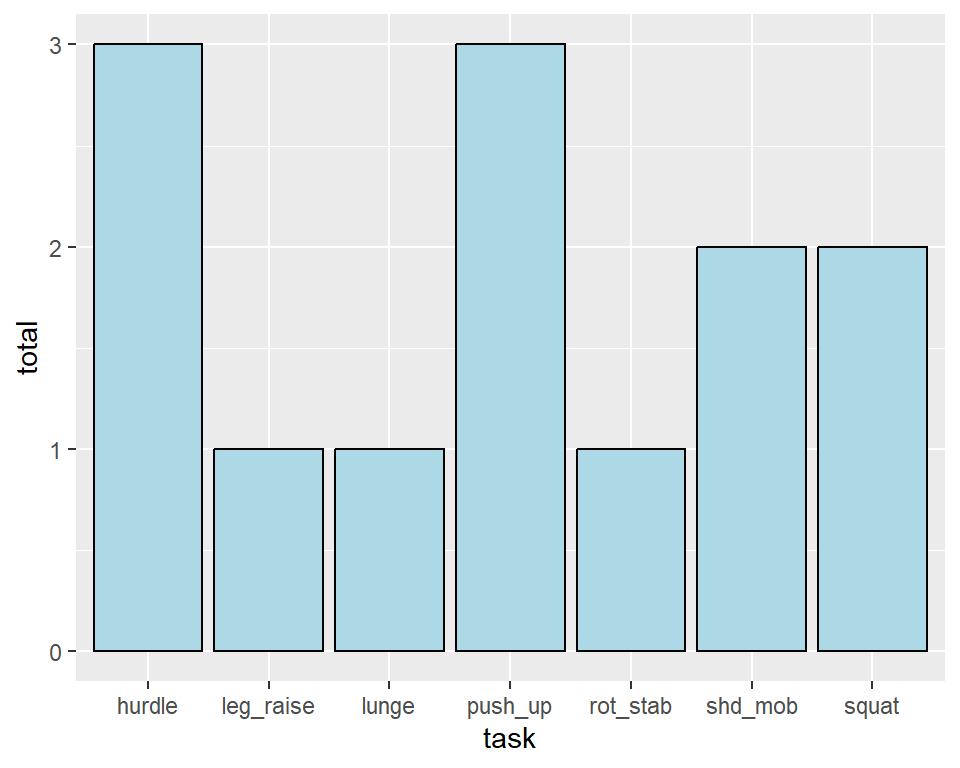 total
3
2
1
0
hurdle leg_raise lunge push_up rot_stab shd_mob squat
task